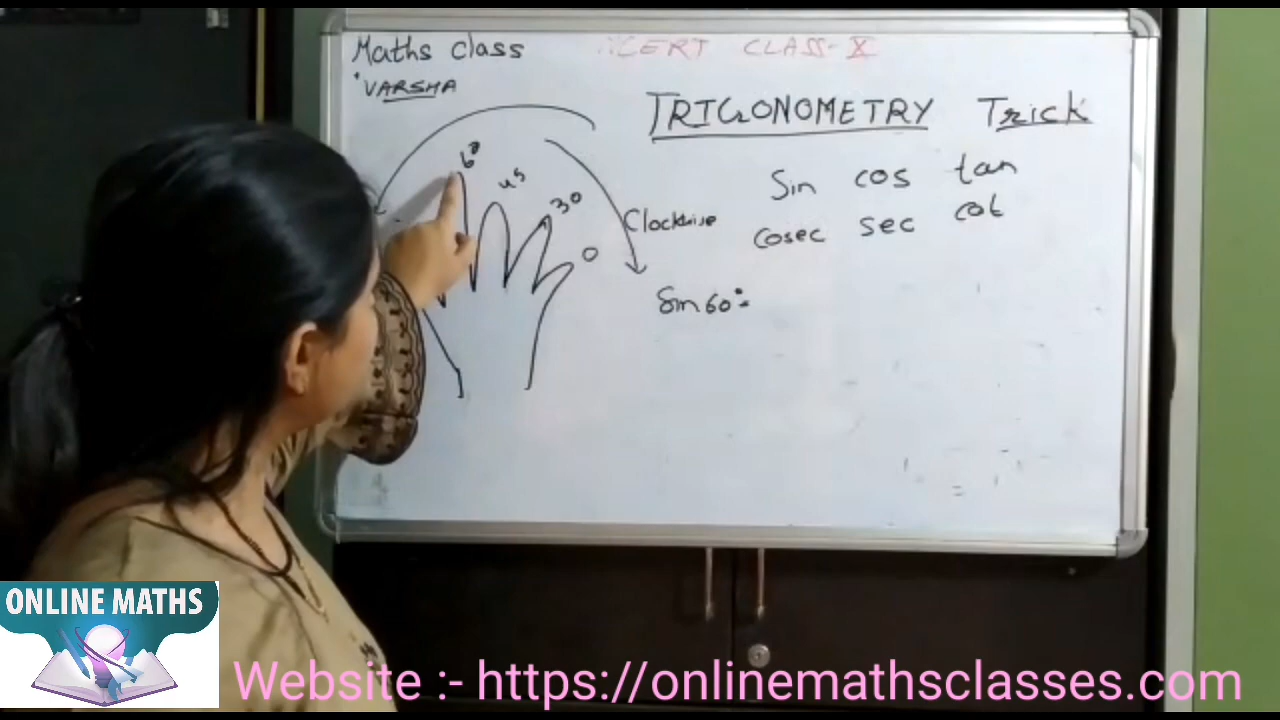 Maths class
CERT CLASS-X
VARSHA
TRIGONOMETRY Trick
60
45
30
0
Clockwise
Sin cos tan
cosec sec cot
Sin 60°=
ONLINE MATHS
Website :- https://onlinemathsclasses.com